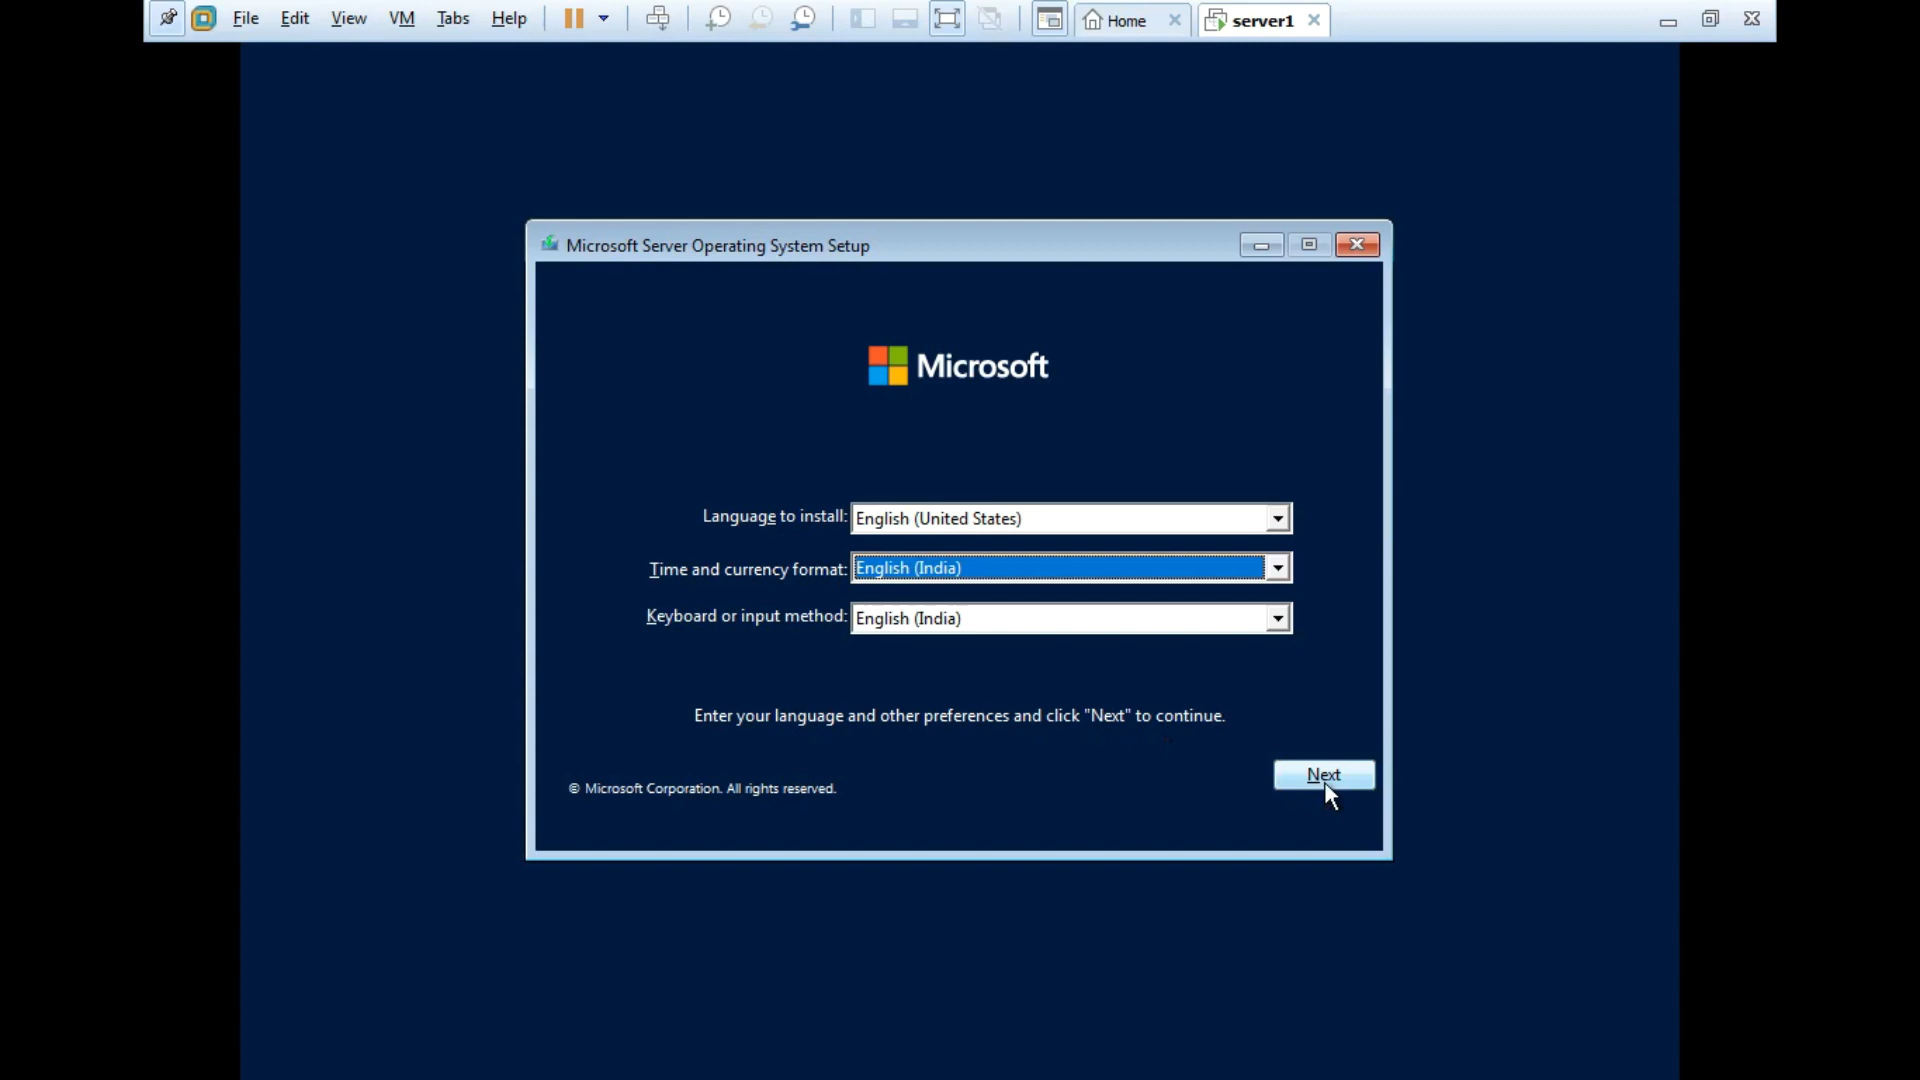 File Edit View VM Tabs Help Home server1
Microsoft Server Operating System Setup
Microsoft
Language to install: English (United States)
Time and currency format: English (India)
Keyboard or input method: English (India)
Enter your language and other preferences and click "Next" to continue.
Next
© Microsoft Corporation. All rights reserved.